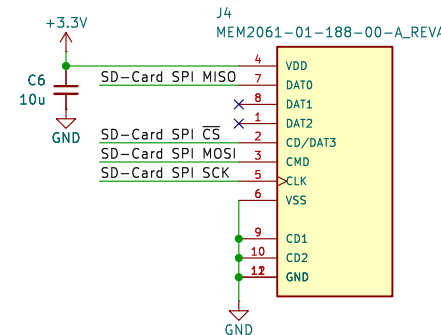 J4
MEM2061-01-188-00-A_REVA
+3.3V
C6
10u
GND
4 VDD
SD-Card SPI MISO 7 DAT0
8 DAT1
1 DAT2
SD-Card SPI CS 2 CD/DAT3
SD-Card SPI MOSI 3 CMD
SD-Card SPI SCK 5 CLK
6 VSS
9 CD1
10 CD2
GND
GND